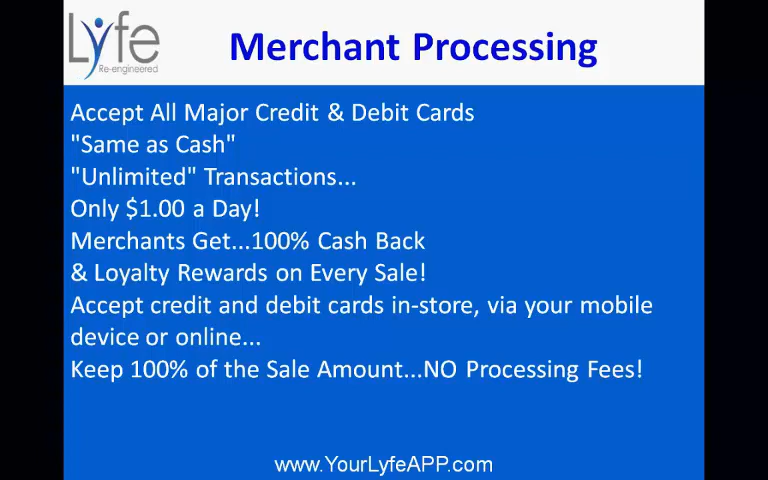 Lyfe
Re-engineered
Merchant Processing
Accept All Major Credit & Debit Cards
"Same as Cash"
"Unlimited" Transactions...
Only $1.00 a Day!
Merchants Get...100% Cash Back
& Loyalty Rewards on Every Sale!
Accept credit and debit cards in-store, via your mobile
device or online...
Keep 100% of the Sale Amount...NO Processing Fees!
www.YourLyfeAPP.com